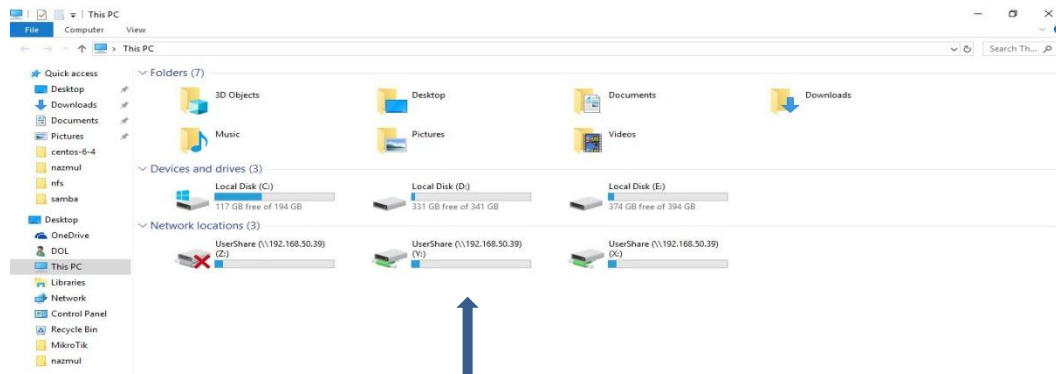 This PC
File Computer View
This PC
Search Th...
Quick access
Desktop
Downloads
Documents
Pictures
centos-6-4
nazmul
nfs
samba
Desktop
OneDrive
DOL
This PC
Libraries
Network
Control Panel
Recycle Bin
MikroTik
nazmul
Folders (7)
3D Objects
Desktop
Documents
Downloads
Music
Pictures
Videos
Devices and drives (3)
Local Disk (C:)
117 GB free of 194 GB
Local Disk (D:)
331 GB free of 341 GB
Local Disk (E:)
374 GB free of 394 GB
Network locations (3)
UserShare (\\192.168.50.39)
(Z:)
UserShare (\\192.168.50.39)
(Y:)
UserShare (\\192.168.50.39)
(X:)